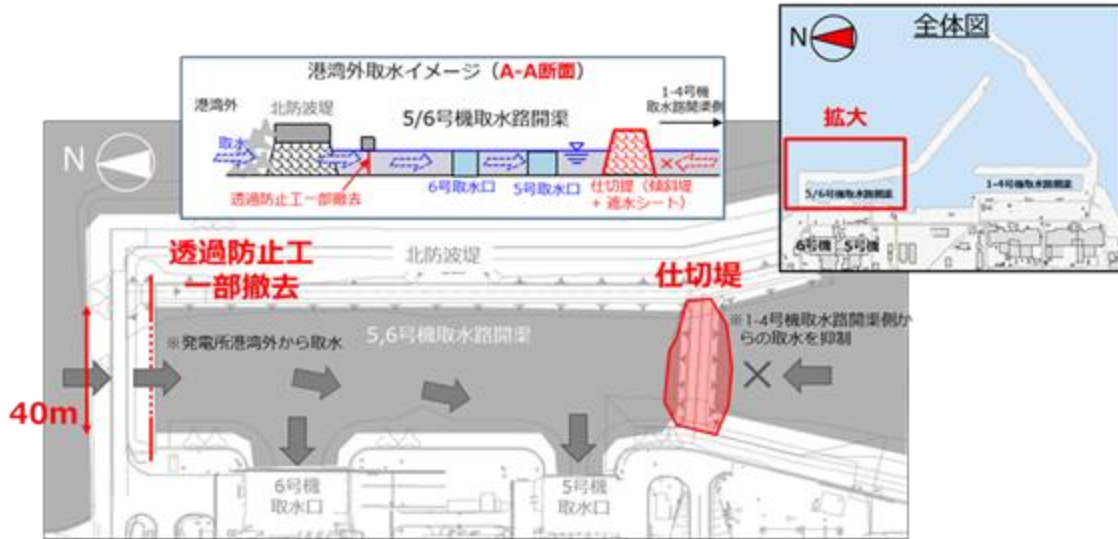 全体図
N
拡大
5/6号機取水路開渠
1-4号機取水路開渠
6号機
5号機
港湾外取水イメージ（A-A断面）
港湾外
北防波堤
5/6号機取水路開渠
1-4号機
取水路開渠側
取水
透過防止工一部撤去
6号取水口
5号取水口
仕切堤（傾斜堤
+ 遮水シート）
N
透過防止工
一部撤去
北防波堤
仕切堤
※発電所港湾外から取水
5,6号機取水路開渠
※1-4号機取水路開渠側か
らの取水を抑制
40m
6号機
取水口
5号機
取水口